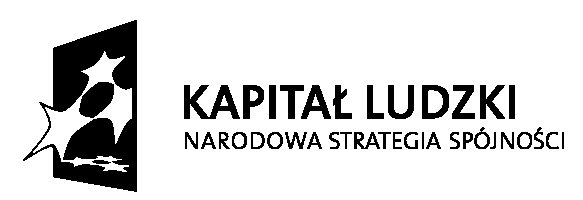 KAPITAŁ LUDZKI
NARODOWA STRATEGIA SPÓJNOŚCI